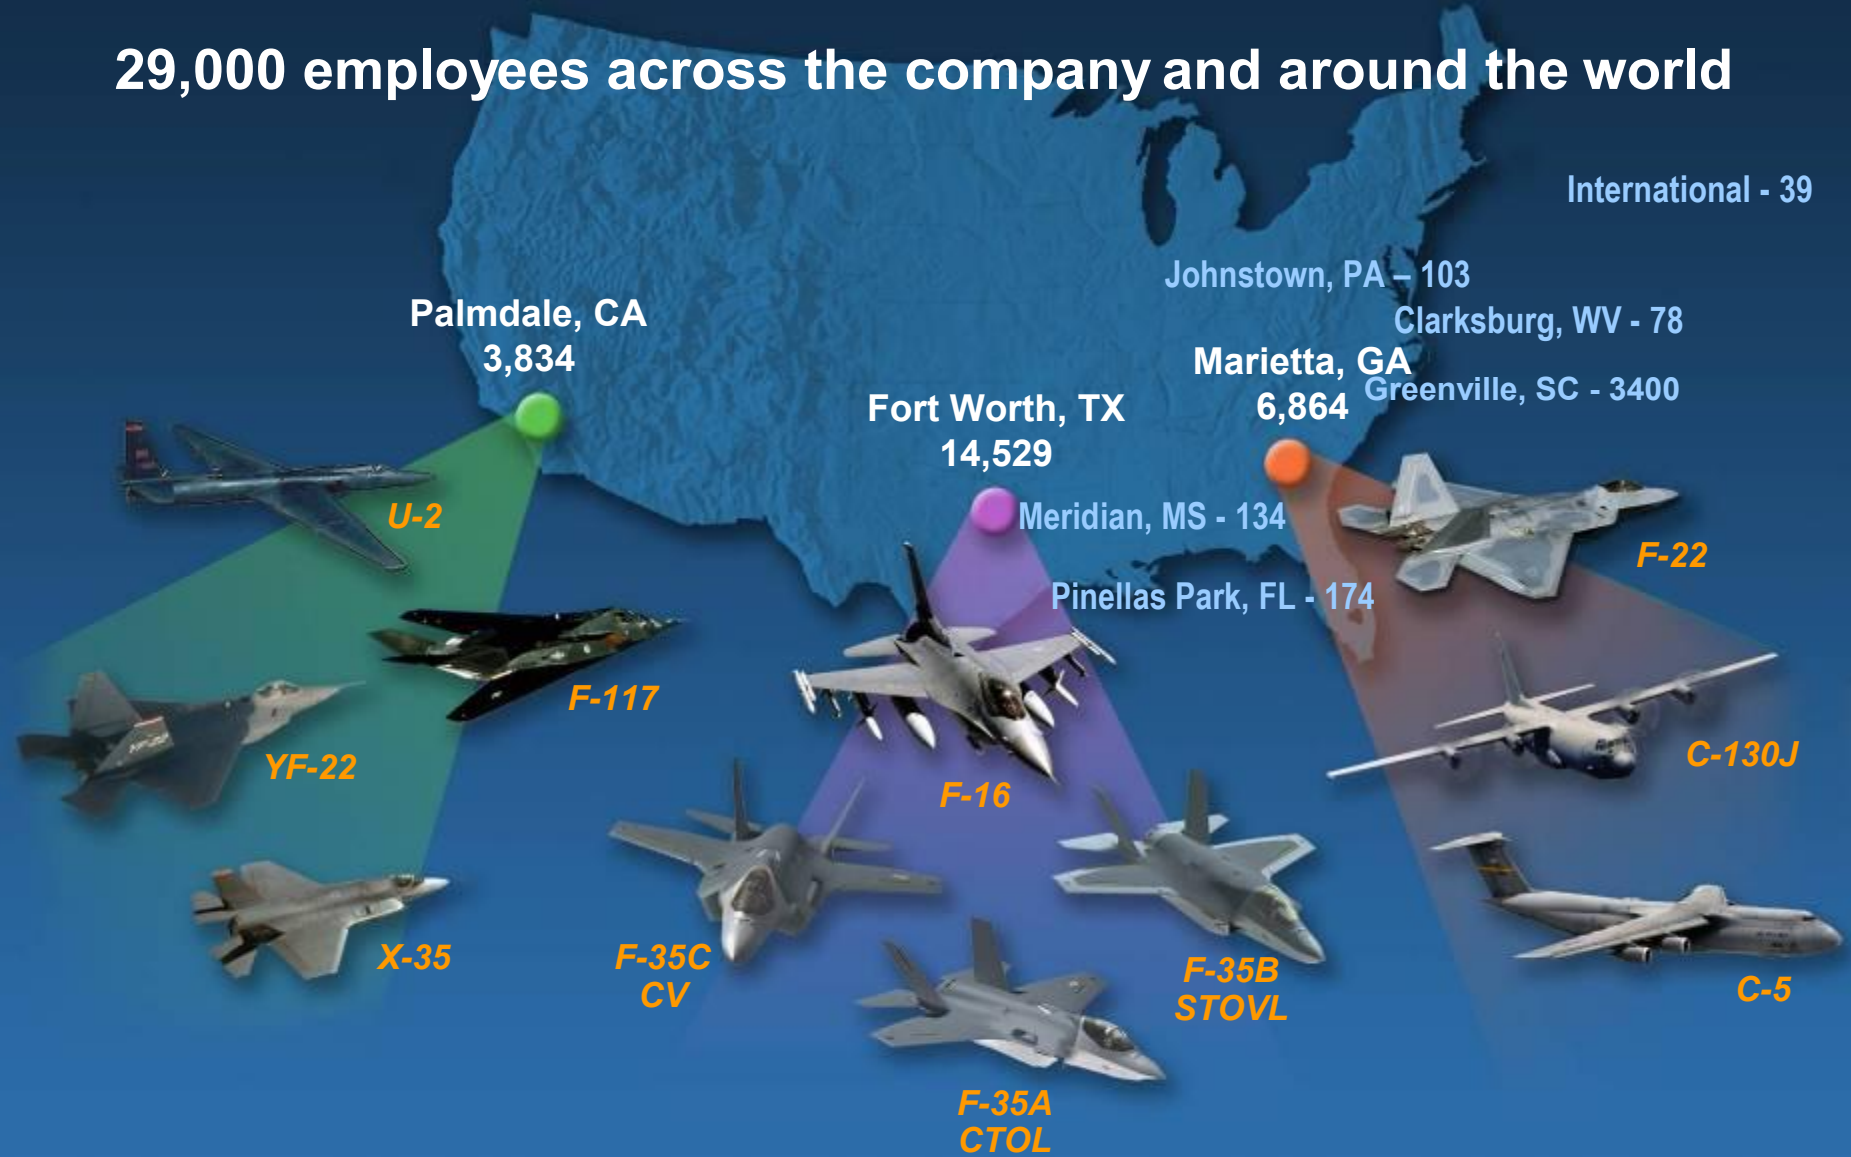 29,000 employees across the company and around the world
International - 39
Johnstown, PA – 103
Clarksburg, WV - 78
Palmdale, CA
3,834
Marietta, GA
6,864
Greenville, SC - 3400
Fort Worth, TX
14,529
Meridian, MS - 134
Pinellas Park, FL - 174
U-2
F-117
YF-22
X-35
F-16
F-35C
CV
F-35B
STOVL
F-35A
CTOL
F-22
C-130J
C-5